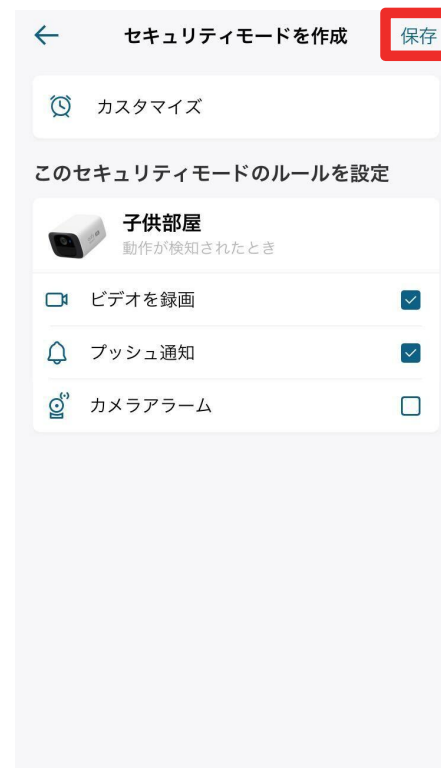 セキュリティモードを作成
保存
カスタマイズ
このセキュリティモードのルールを設定
子供部屋
動作が検知されたとき
ビデオを録画
プッシュ通知
カメラアラーム